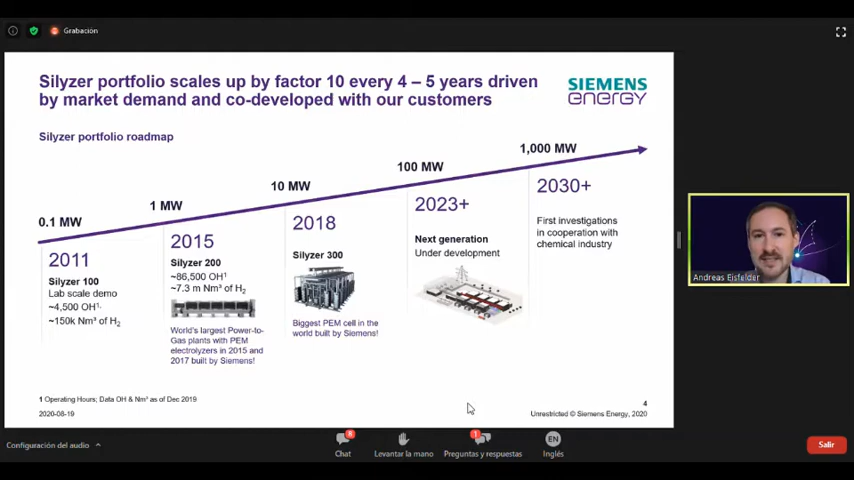 Grabación
Silyzer portfolio scales up by factor 10 every 4 – 5 years driven
by market demand and co-developed with our customers
SIEMENS
energy
Silyzer portfolio roadmap
0.1 MW
1 MW
10 MW
100 MW
1,000 MW
2011
Silyzer 100
Lab scale demo
~4,500 OH¹,
~150k Nm³ of H₂
2015
Silyzer 200
~86,500 OH¹
~7.3 m Nm³ of H₂
World's largest Power-to-
Gas plants with PEM
electrolyzers in 2015 and
2017 built by Siemens!
2018
Silyzer 300
Biggest PEM cell in the
world built by Siemens!
2023+
Next generation
Under development
2030+
First investigations
in cooperation with
chemical industry
Andreas Eisfelder
1 Operating Hours; Data OH & Nm³ as of Dec 2019
4
2020-08-19
Unrestricted © Siemens Energy, 2020
Configuración del audio
8
Chat
Levantar la mano
1
Preguntas y respuestas
EN
Inglés
Salir